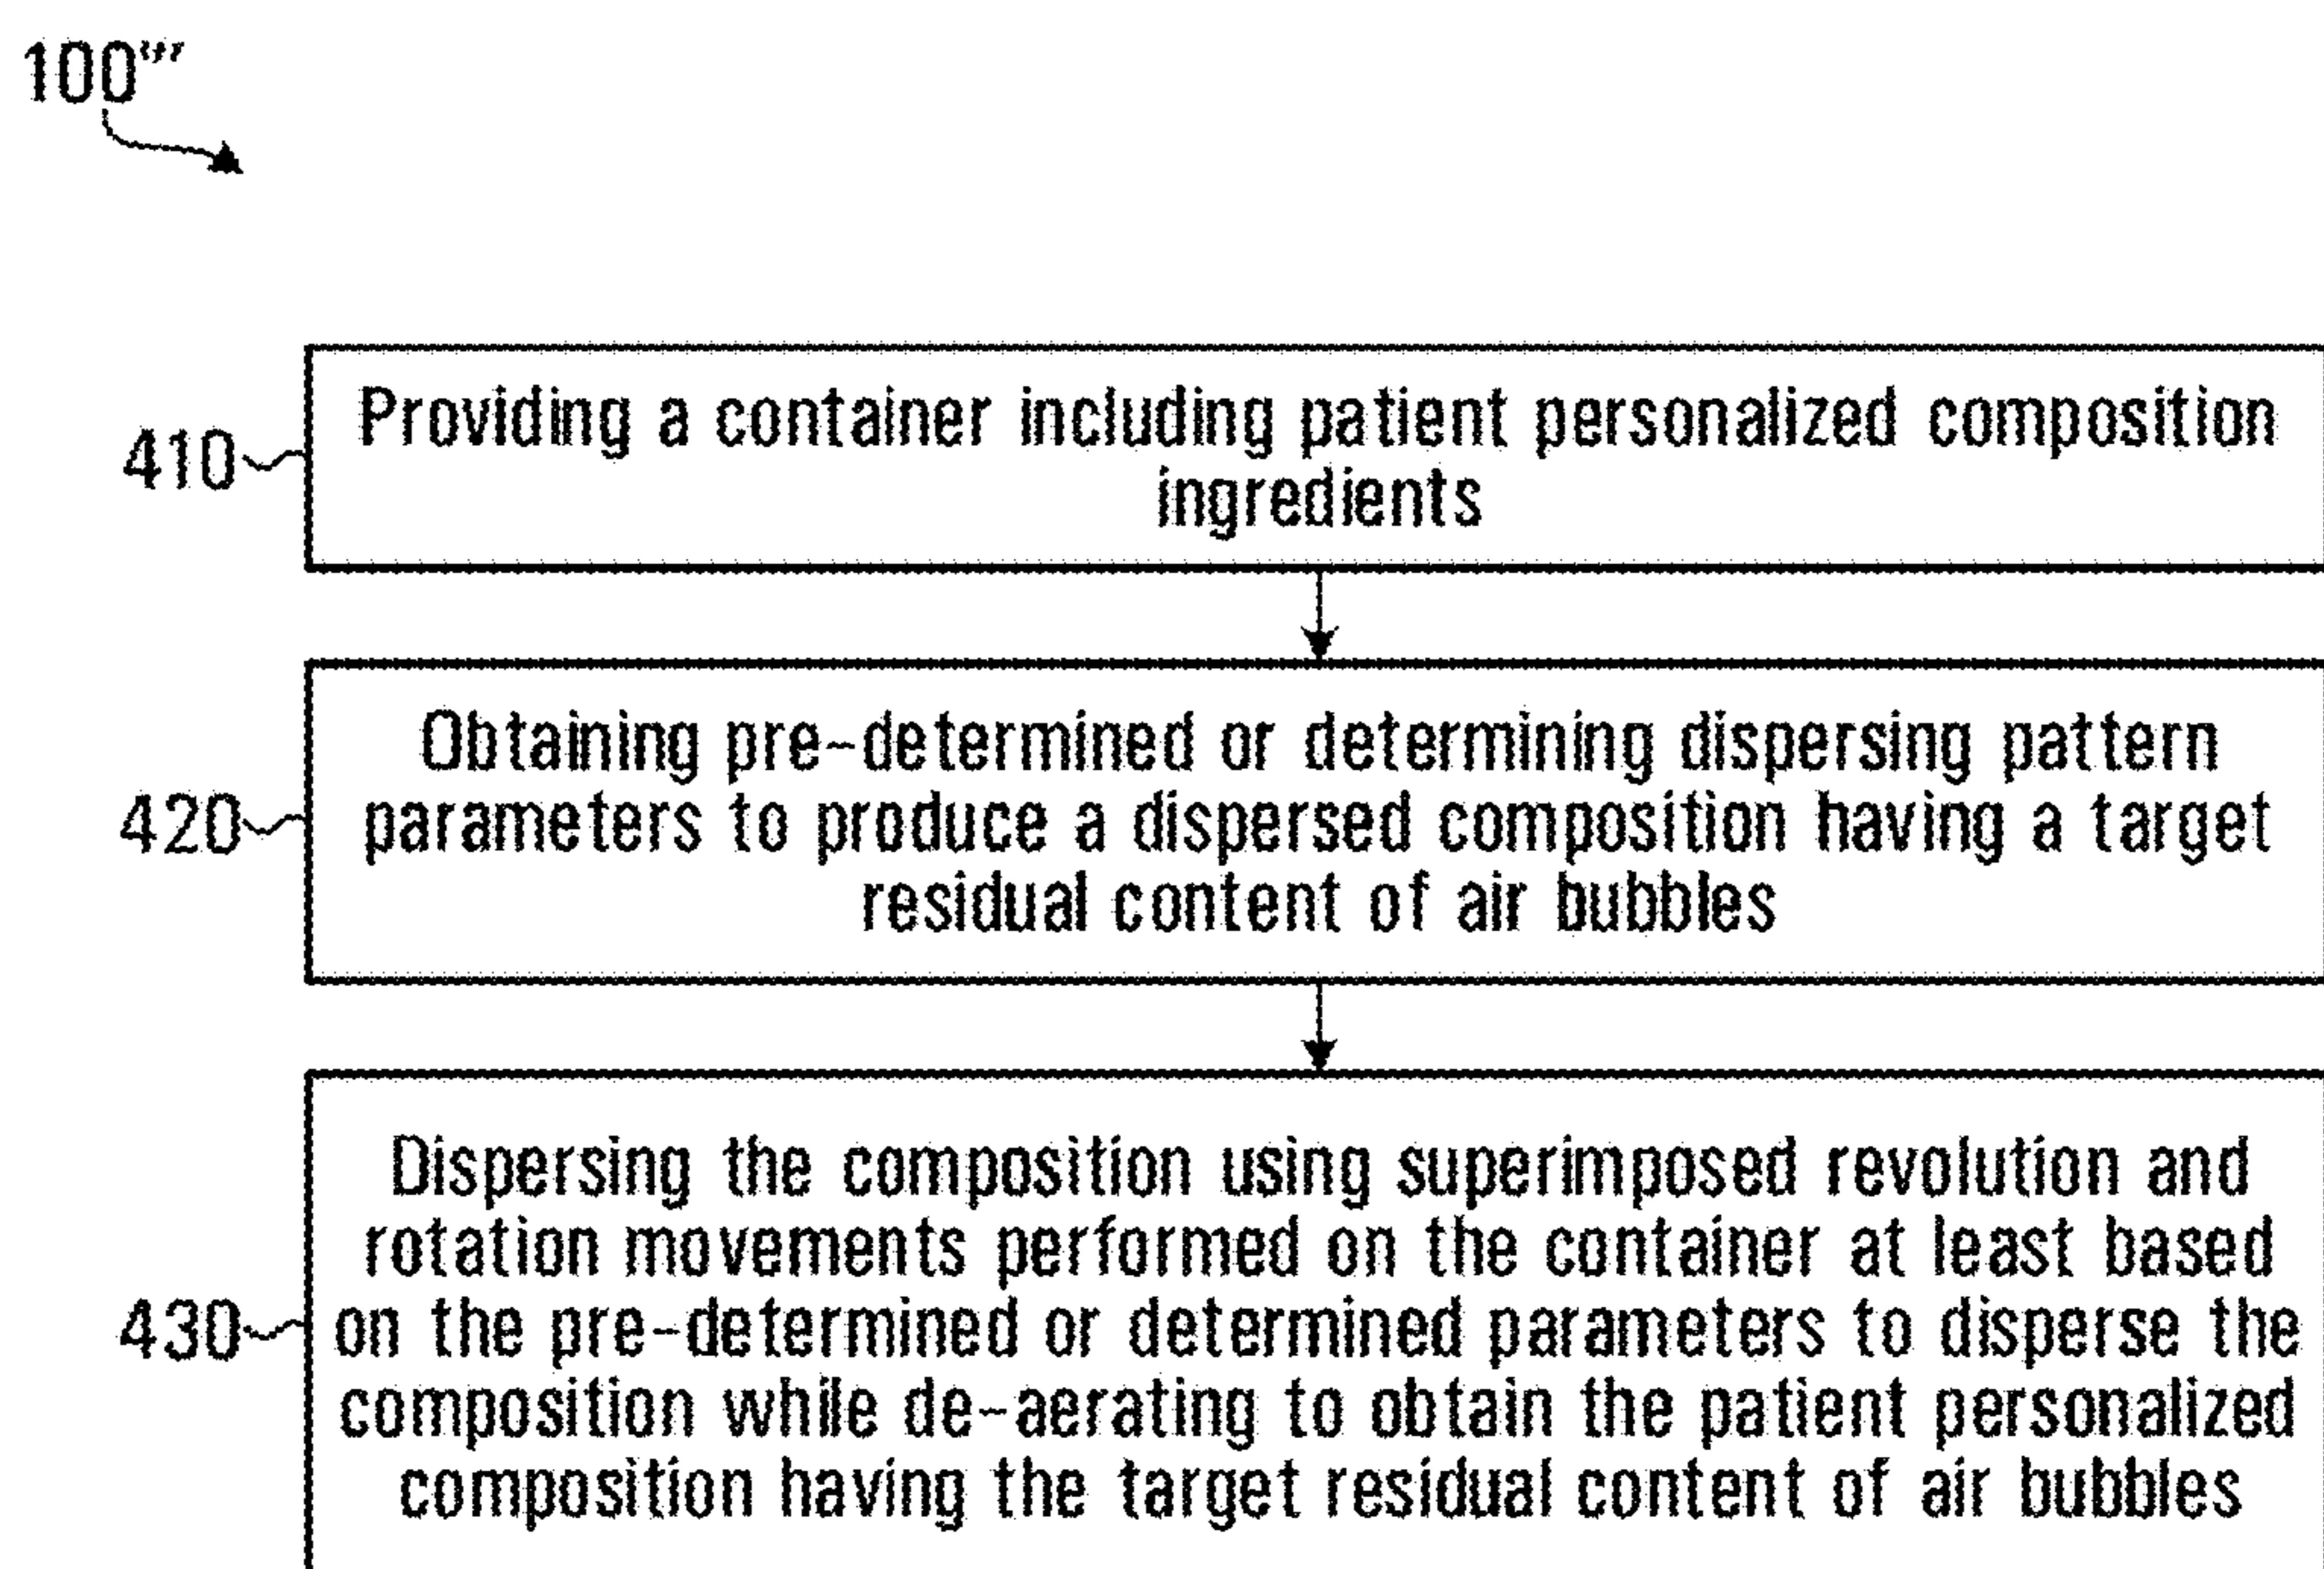 100'''
410
Providing a container including patient personalized composition
ingredients
420
Obtaining pre-determined or determining dispersing pattern
parameters to produce a dispersed composition having a target
residual content of air bubbles
430
Dispersing the composition using superimposed revolution and
rotation movements performed on the container at least based
on the pre-determined or determined parameters to disperse the
composition while de-aerating to obtain the patient personalized
composition having the target residual content of air bubbles